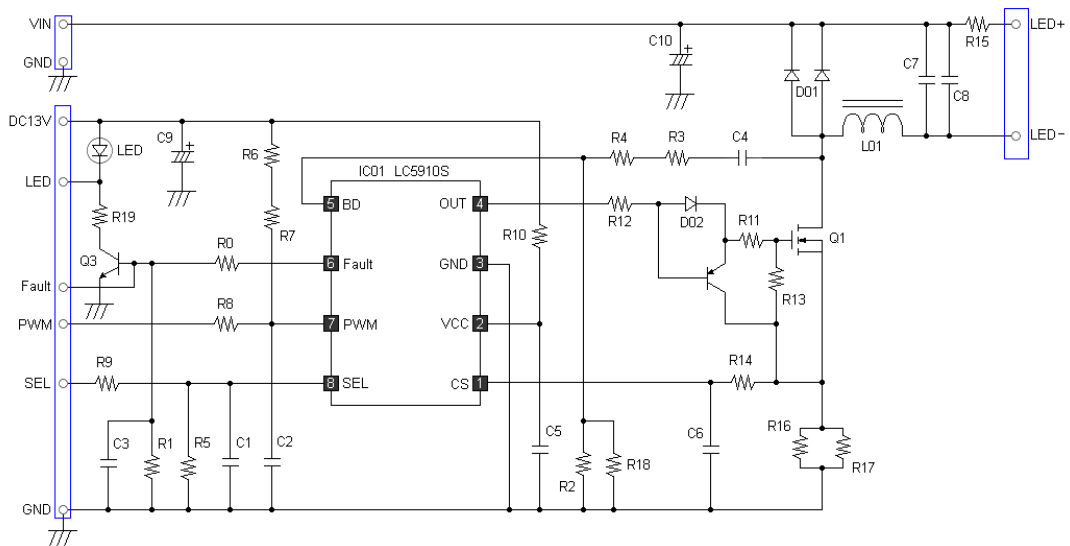 VIN
C10
R15
LED+
GND
C7
C8
D01
DC13V
C9
LED
R6
R4
R3
C4
L01
LED-
LED
IC01 LC5910S
5
BD
OUT
4
R12
D02
R11
Q1
R19
R7
R10
Q3
R0
6
Fault
GND
3
Fault
R13
PWM
R8
7
PWM
VCC
2
SEL
R9
8
SEL
CS
1
R14
C3
R1
R5
C1
C2
C5
R2
R18
C6
R16
R17
GND